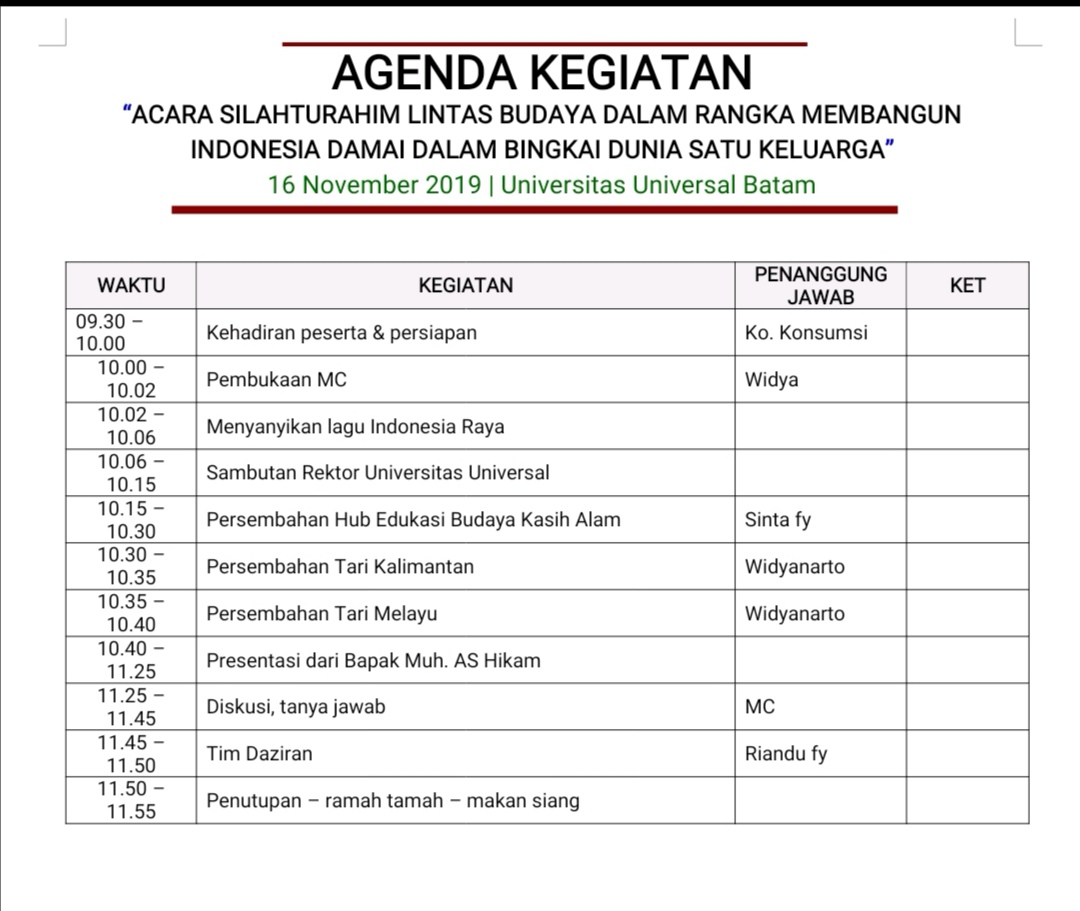 AGENDA KEGIATAN
“ACARA SILAHTURAHIM LINTAS BUDAYA DALAM RANGKA MEMBANGUN
INDONESIA DAMAI DALAM BINGKAI DUNIA SATU KELUARGA”
16 November 2019 | Universitas Universal Batam
WAKTU KEGIATAN PENANGGUNG JAWAB KET
09.30 – 10.00 Kehadiran peserta & persiapan Ko. Konsumsi
10.00 – 10.02 Pembukaan MC Widya
10.02 – 10.06 Menyanyikan lagu Indonesia Raya
10.06 – 10.15 Sambutan Rektor Universitas Universal
10.15 – 10.30 Persembahan Hub Edukasi Budaya Kasih Alam Sinta fy
10.30 – 10.35 Persembahan Tari Kalimantan Widyanarto
10.35 – 10.40 Persembahan Tari Melayu Widyanarto
10.40 – 11.25 Presentasi dari Bapak Muh. AS Hikam
11.25 – 11.45 Diskusi, tanya jawab MC
11.45 – 11.50 Tim Daziran Riandu fy
11.50 – 11.55 Penutupan – ramah tamah – makan siang